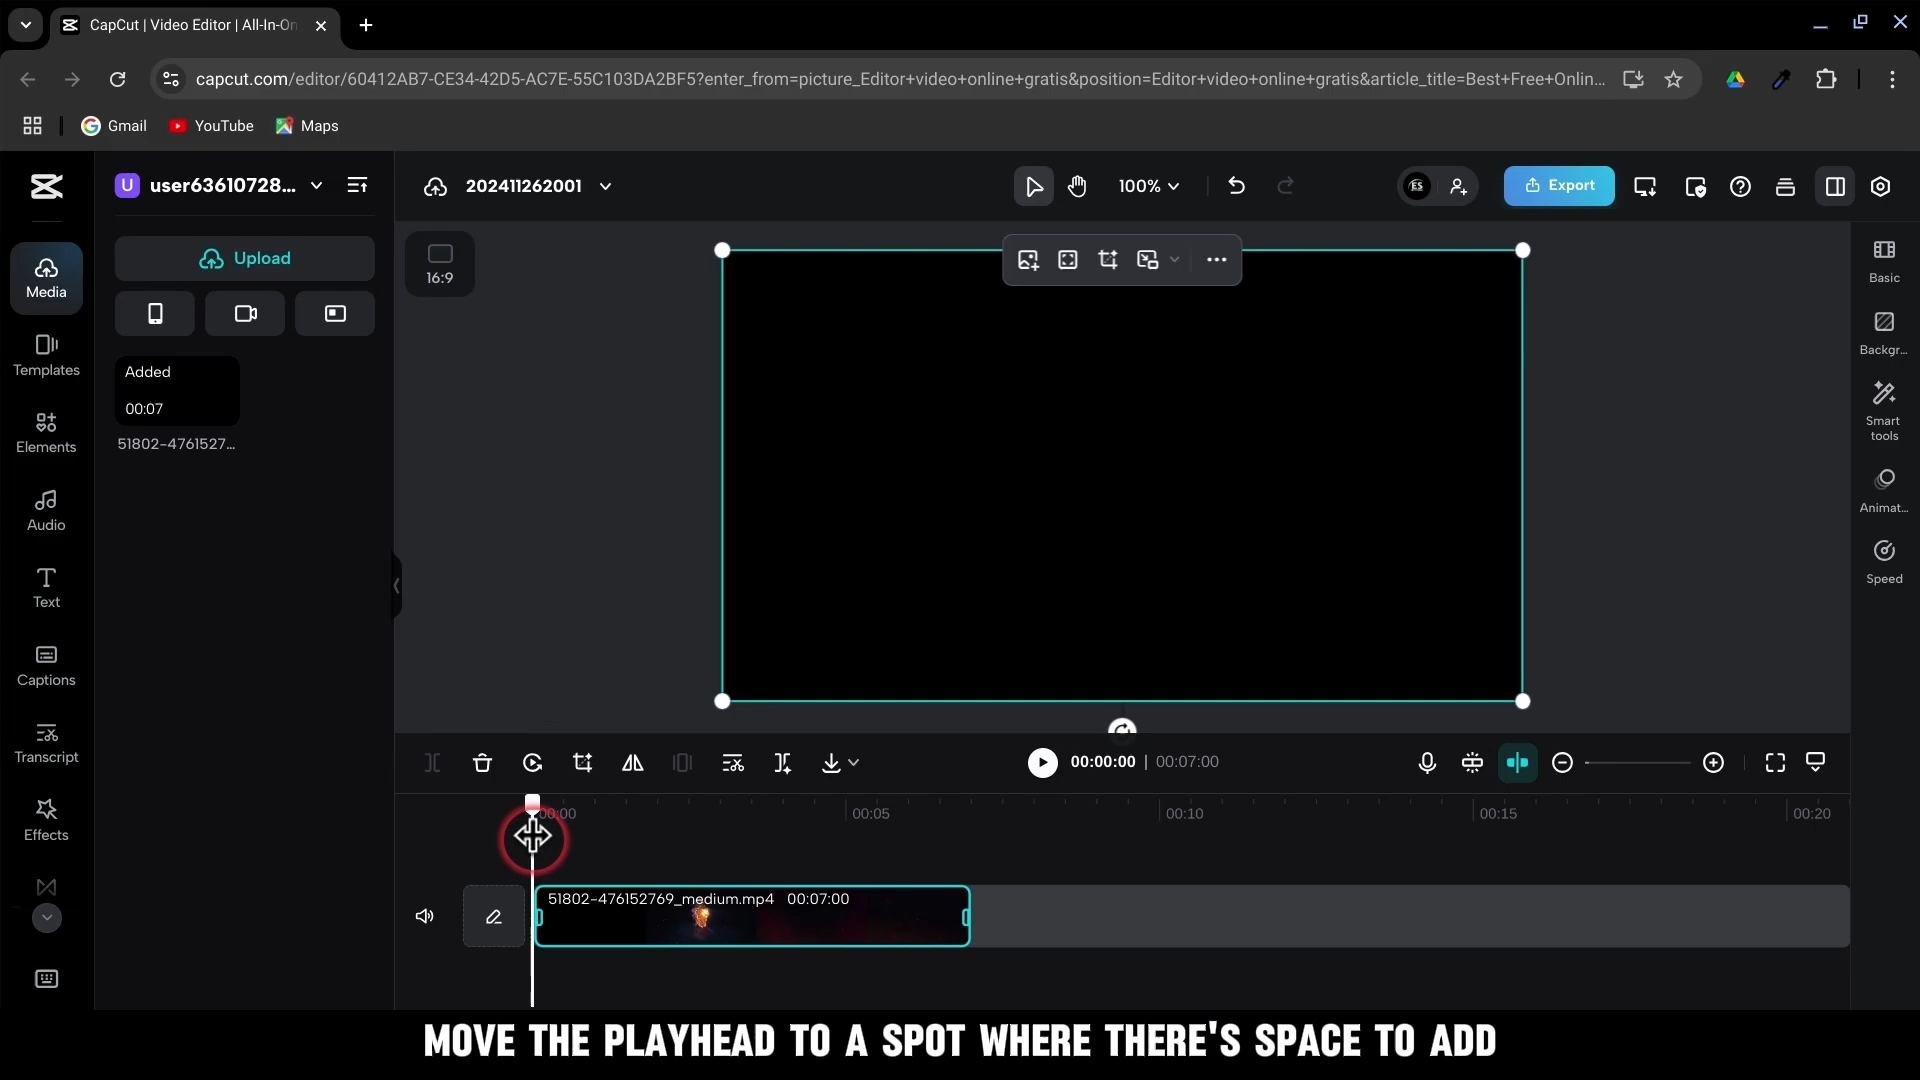 CapCut | Video Editor | All-In-On
capcut.com/editor/60412AB7-CE34-42D5-AC7E-55C103DA2BF5?enter_from=picture_Editor+video+online+gratis&position=Editor+video+online+gratis&article_title=Best+Free+Onlin...
Gmail
YouTube
Maps
U
user63610728...
202411262001
100%
ES
Export
Media
Upload
16:9
Added
00:07
51802-4761527...
Templates
Elements
Audio
Text
Captions
Transcript
Effects
Basic
Backgr...
Smart
tools
Animat...
Speed
00:00:00 | 00:07:00
00:00
00:05
00:10
00:15
00:20
51802-476152769_medium.mp4 00:07:00
MOVE THE PLAYHEAD TO A SPOT WHERE THERE'S SPACE TO ADD